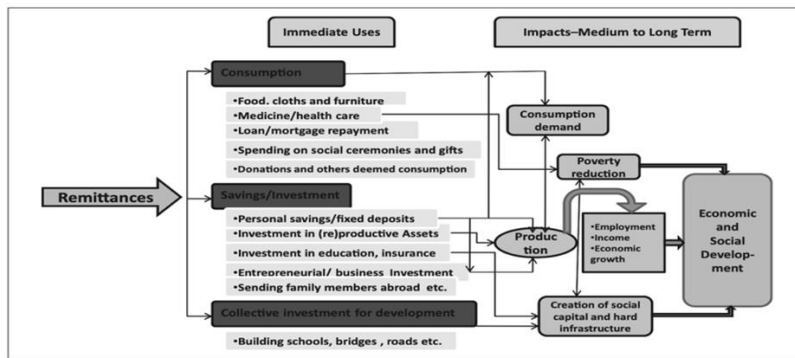 Immediate Uses
Impacts–Medium to Long Term
Consumption
•Food. cloths and furniture
•Medicine/health care
•Loan/mortgage repayment
•Spending on social ceremonies and gifts
•Donations and others deemed consumption
Consumption
demand
Poverty
reduction
Remittances
Savings/Investment
•Personal savings/fixed deposits
•Investment in (re)productive Assets
•Investment in education, insurance
•Entrepreneurial/ business Investment
•Sending family members abroad etc.
Produc
tion
•Employment
•Income
•Economic
growth
Economic
and
Social
Develop-
ment
Collective investment for development
•Building schools, bridges , roads etc.
Creation of social
capital and hard
infrastructure